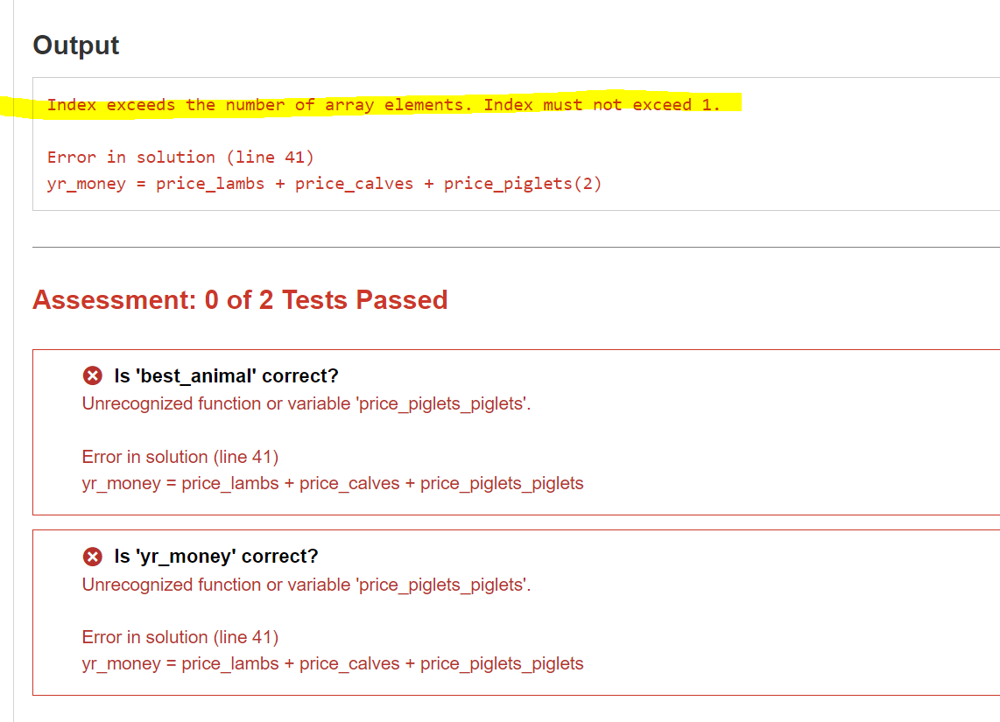 Output
Index exceeds the number of array elements. Index must not exceed 1.
Error in solution (line 41)
yr_money = price_lambs + price_calves + price_piglets(2)
Assessment: 0 of 2 Tests Passed
Is 'best_animal' correct?
Unrecognized function or variable 'price_piglets_piglets'.
Error in solution (line 41)
yr_money = price_lambs + price_calves + price_piglets_piglets
Is 'yr_money' correct?
Unrecognized function or variable 'price_piglets_piglets'.
Error in solution (line 41)
yr_money = price_lambs + price_calves + price_piglets_piglets